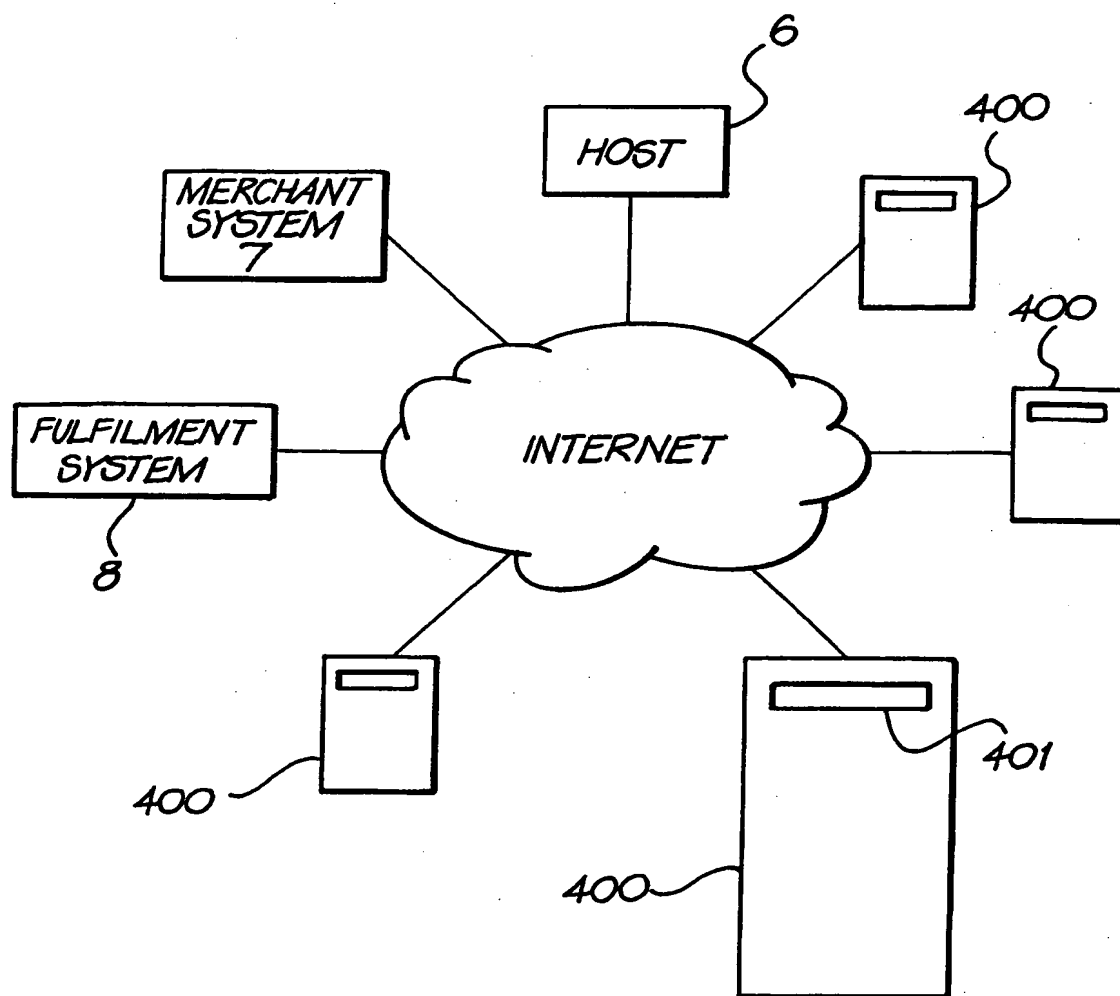 6
HOST
400
MERCHANT
SYSTEM
7
400
FULFILMENT
SYSTEM
INTERNET
8
400
401
400